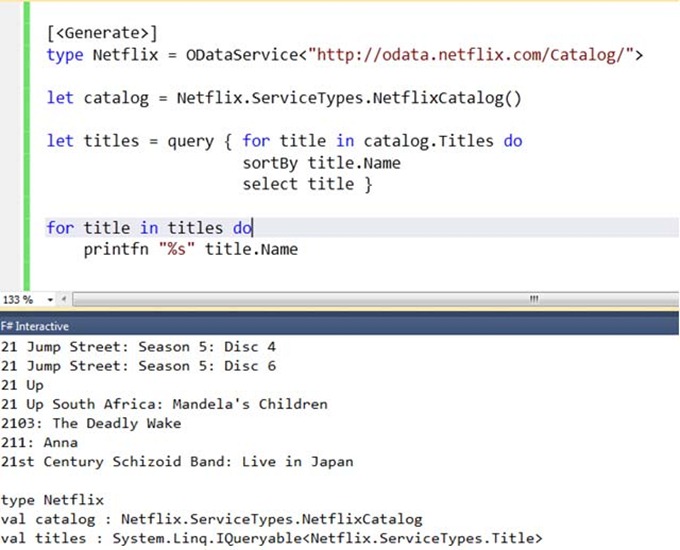 [<Generate>]
type Netflix = ODataService<"http://odata.netflix.com/Catalog/">
let catalog = Netflix.ServiceTypes.NetflixCatalog()
let titles = query { for title in catalog.Titles do
sortBy title.Name
select title }
for title in titles do
printfn "%s" title.Name
133 %
F# Interactive
21 Jump Street: Season 5: Disc 4
21 Jump Street: Season 5: Disc 6
21 Up
21 Up South Africa: Mandela's Children
2103: The Deadly Wake
211: Anna
21st Century Schizoid Band: Live in Japan
type Netflix
val catalog : Netflix.ServiceTypes.NetflixCatalog
val titles : System.Linq.IQueryable<Netflix.ServiceTypes.Title>